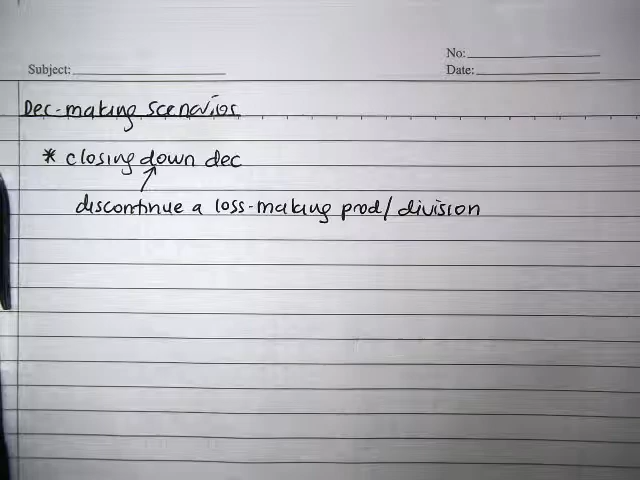 No:
Subject:
Date:
Dec-making scenarios
* closing down dec
discontinue a loss-making prod/division